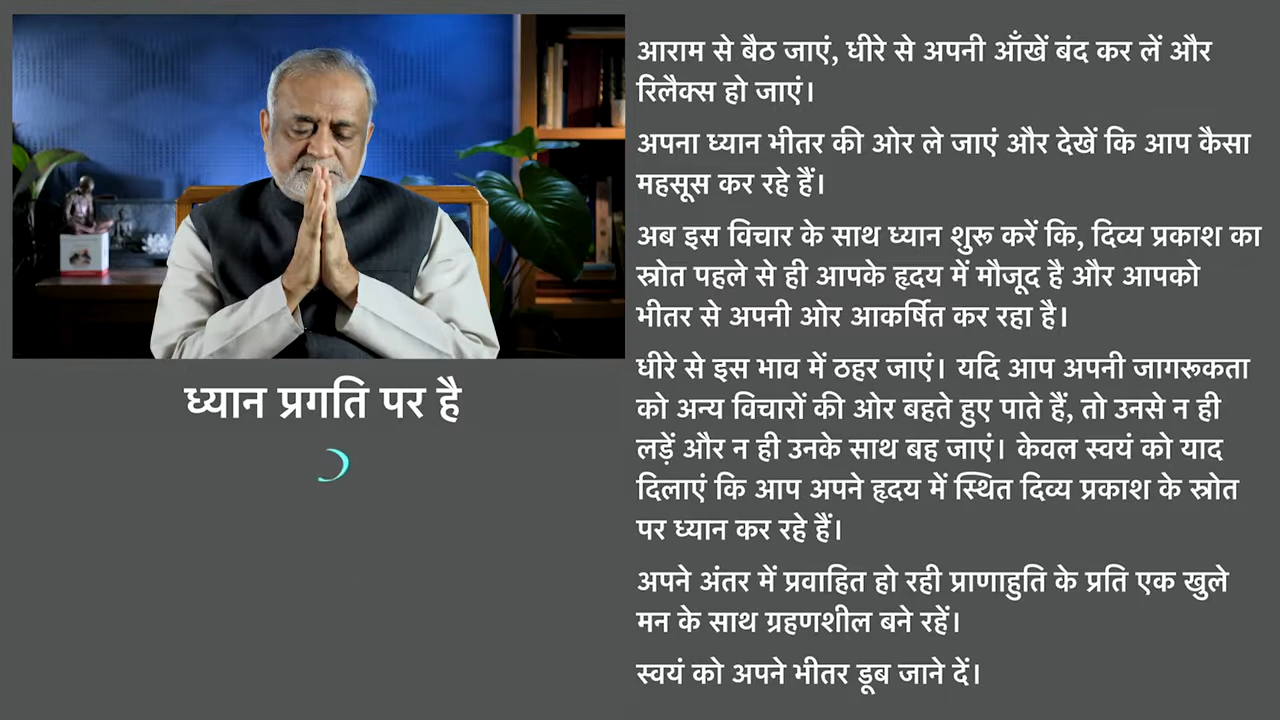 आराम से बैठ जाएं, धीरे से अपनी आँखें बंद कर लें और
रिलैक्स हो जाएं।
अपना ध्यान भीतर की ओर ले जाएं और देखें कि आप कैसा
महसूस कर रहे हैं।
अब इस विचार के साथ ध्यान शुरू करें कि, दिव्य प्रकाश का
स्रोत पहले से ही आपके हृदय में मौजूद है और आपको
भीतर से अपनी ओर आकर्षित कर रहा है।
धीरे से इस भाव में ठहर जाएं। यदि आप अपनी जागरूकता
को अन्य विचारों की ओर बहते हुए पाते हैं, तो उनसे न ही
लड़ें और न ही उनके साथ बह जाएं। केवल स्वयं को याद
दिलाएं कि आप अपने हृदय में स्थित दिव्य प्रकाश के स्रोत
पर ध्यान कर रहे हैं।
अपने अंतर में प्रवाहित हो रही प्राणाहुति के प्रति एक खुले
मन के साथ ग्रहणशील बने रहें।
स्वयं को अपने भीतर डूब जाने दें।
ध्यान प्रगति पर है